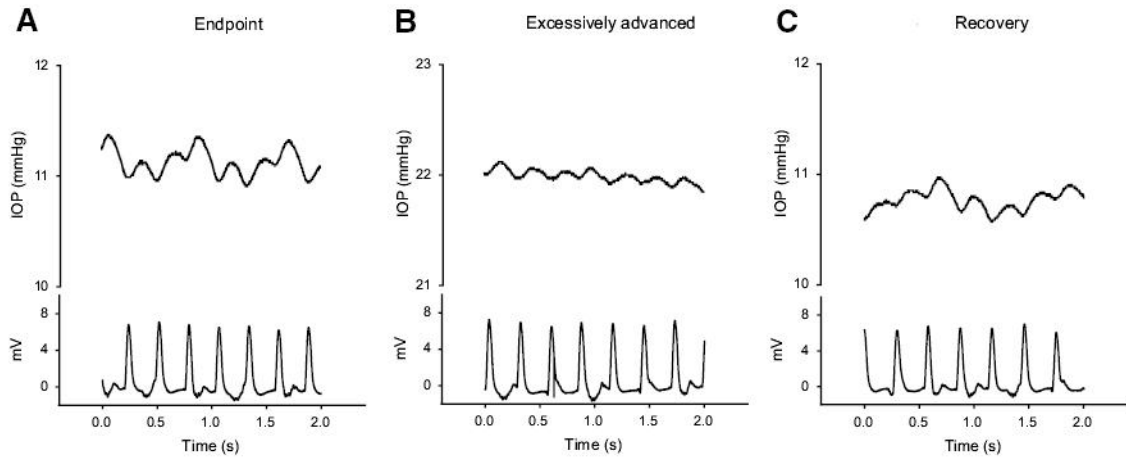 A Endpoint
12
11
10
IOP (mmHg)
8
4
0
mV
0.0 0.5 1.0 1.5 2.0
Time (s)
B Excessively advanced
23
22
21
IOP (mmHg)
8
4
0
mV
0.0 0.5 1.0 1.5 2.0
Time (s)
C Recovery
12
11
10
IOP (mmHg)
8
4
0
mV
0.0 0.5 1.0 1.5 2.0
Time (s)